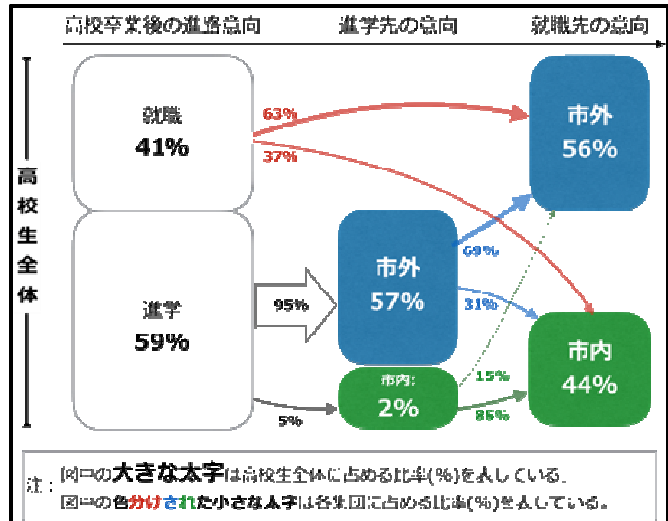 高校卒業後の進路意向
進学先の意向
就職先の意向
高校生全体
就職
41%
63%
37%
市外
56%
進学
59%
95%
5%
市外
57%
69%
31%
市内:
2%
15%
85%
市内
44%
注：図中の大きな太字は高校生全体に占める比率(%)を表している.
図中の色分けされた小さな太字は各集団に占める比率(%)を表している。